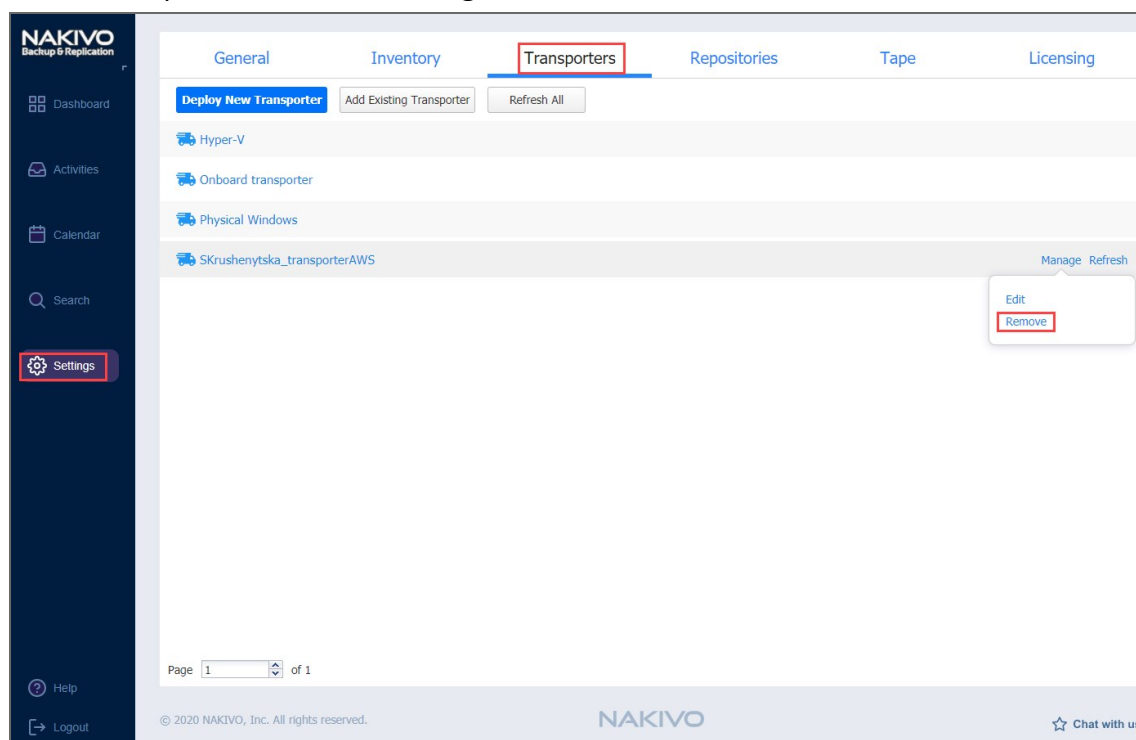 NAKIVO
Backup & Replication
Dashboard
Activities
Calendar
Search
Settings
Help
Logout
General Inventory Transporters Repositories Tape Licensing
Deploy New Transporter Add Existing Transporter Refresh All
Hyper-V
Onboard transporter
Physical Windows
SKrushenytska_transporterAWS Manage Refresh
Edit
Remove
Page 1 of 1
© 2020 NAKIVO, Inc. All rights reserved. NAKIVO Chat with us